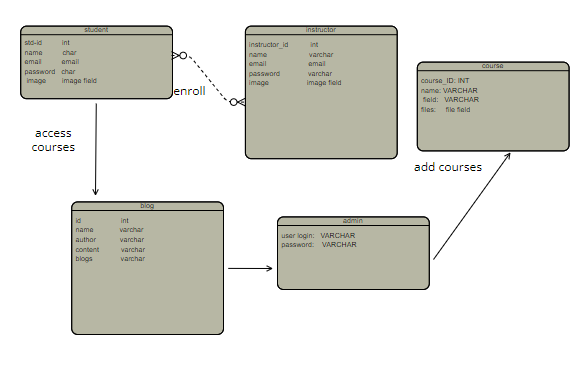 student
std-id int
name char
email email
password char
image image field
instructor
instructor_id int
name varchar
email email
password varchar
image image field
course
course_ID: INT
name: VARCHAR
field: VARCHAR
files: file field
enroll
access
courses
add courses
blog
id int
name varchar
author varchar
content varchar
blogs varchar
admin
user login: VARCHAR
password: VARCHAR